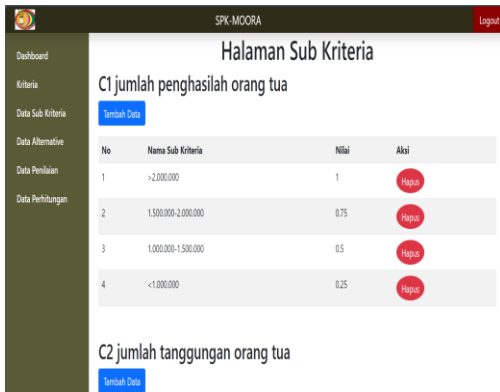 SPK-MOORA
Logout
Dashboard
Kriteria
Data Sub Kriteria
Data Alternative
Data Penilaian
Data Perhitungan
Halaman Sub Kriteria
C1 jumlah penghasilah orang tua
Tambah Data
No Nama Sub Kriteria Nilai Aksi
1 >2.000.000 1 Hapus
2 1.500.000-2.000.000 0.75 Hapus
3 1.000.000-1.500.000 0.5 Hapus
4 <1.000.000 0.25 Hapus
C2 jumlah tanggungan orang tua
Tambah Data